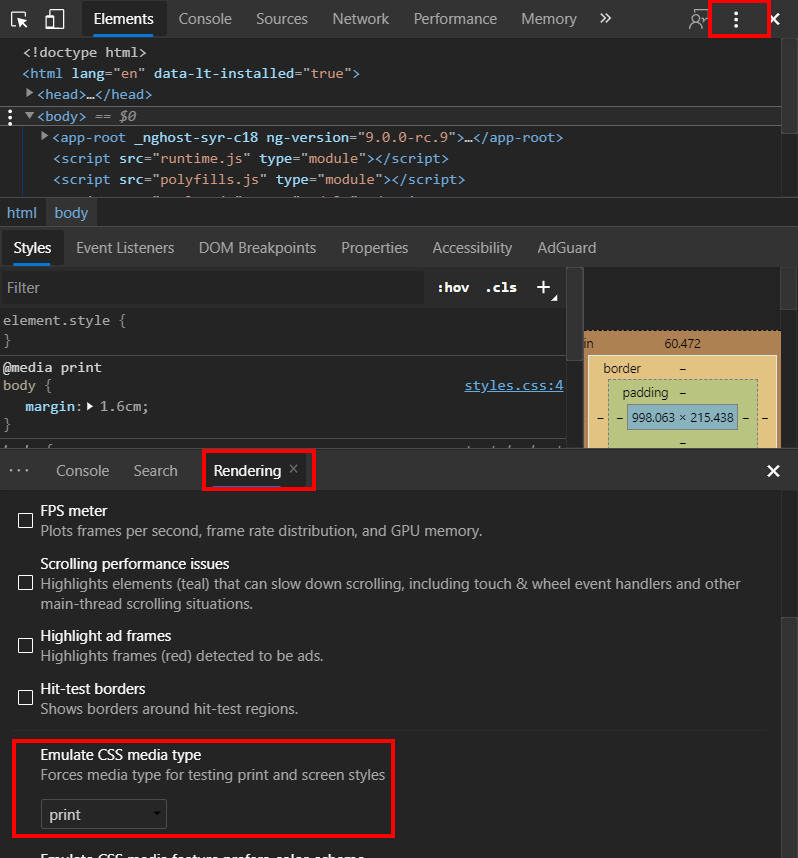 Elements Console Sources Network Performance Memory »
<!doctype html>
<html lang="en" data-lt-installed="true">
<head>…</head>
<body> == $0
<app-root _nghost-syr-c18 ng-version="9.0.0-rc.9">…</app-root>
<script src="runtime.js" type="module"></script>
<script src="polyfills.js" type="module"></script>
html body
Styles Event Listeners DOM Breakpoints Properties Accessibility AdGuard
Filter :hov .cls +
element.style {
}
in 60.472
@media print
border –
body { styles.css:4
padding –
margin: 1.6cm;
– – 998.063 × 215.438 – –
}
–
Console Search Rendering ×
FPS meter
Plots frames per second, frame rate distribution, and GPU memory.
Scrolling performance issues
Highlights elements (teal) that can slow down scrolling, including touch & wheel event handlers and other
main-thread scrolling situations.
Highlight ad frames
Highlights frames (red) detected to be ads.
Hit-test borders
Shows borders around hit-test regions.
Emulate CSS media type
Forces media type for testing print and screen styles
print
Emulate CSS media feature prefers-color-scheme